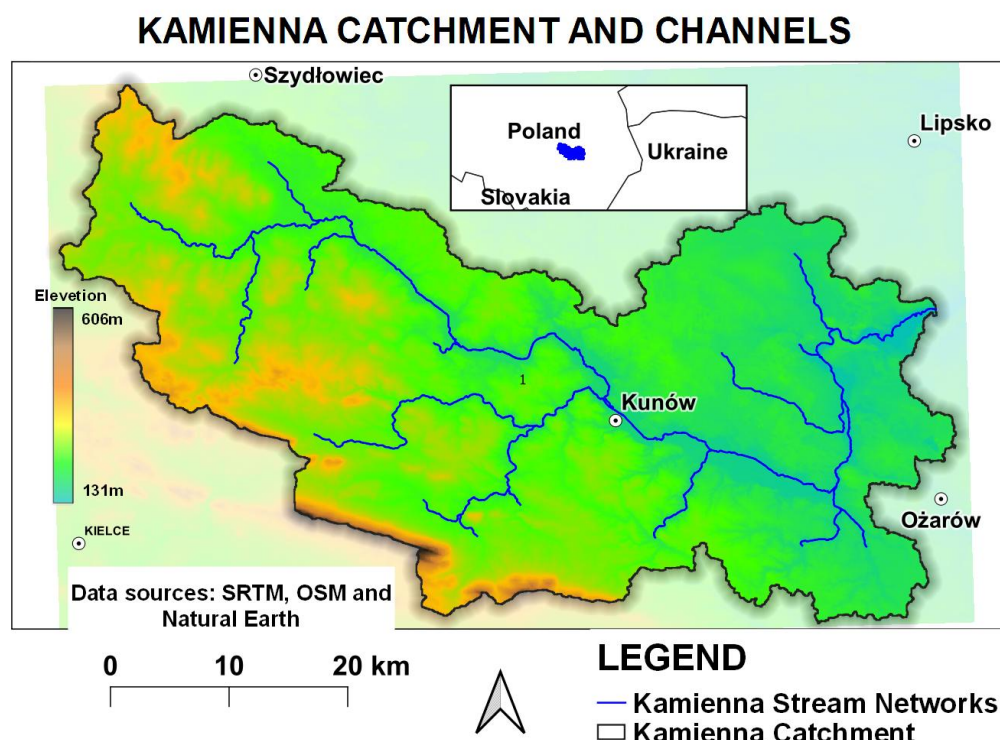 KAMIENNA CATCHMENT AND CHANNELS
Szydłowiec
Lipsko
Poland
Ukraine
Slovakia
Elevetion
606m
1
Kunów
131m
Ożarów
KIELCE
Data sources: SRTM, OSM and
Natural Earth
0 10 20 km
LEGEND
Kamienna Stream Networks
Kamienna Catchment